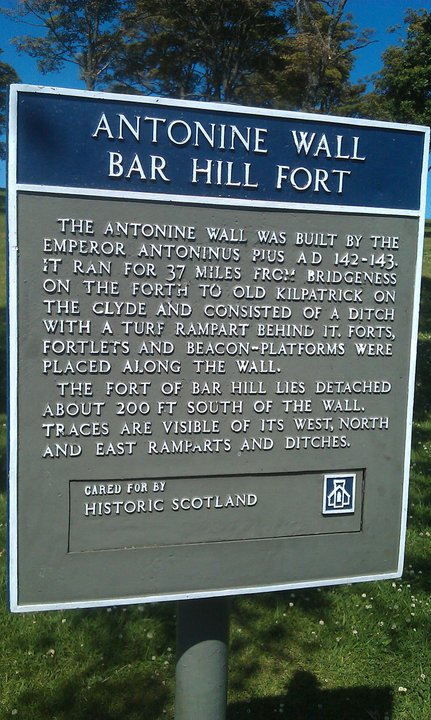 ANTONINE WALL
BAR HILL FORT
THE ANTONINE WALL WAS BUILT BY THE
EMPEROR ANTONINUS PIUS AD 142-143.
IT RAN FOR 37 MILES FROM BRIDGENESS
ON THE FORTH TO OLD KILPATRICK ON
THE CLYDE AND CONSISTED OF A DITCH
WITH A TURF RAMPART BEHIND IT. FORTS,
FORTLETS AND BEACON-PLATFORMS WERE
PLACED ALONG THE WALL.
THE FORT OF BAR HILL LIES DETACHED
ABOUT 200 FT SOUTH OF THE WALL.
TRACES ARE VISIBLE OF ITS WEST, NORTH
AND EAST RAMPARTS AND DITCHES.
CARED FOR BY
HISTORIC SCOTLAND